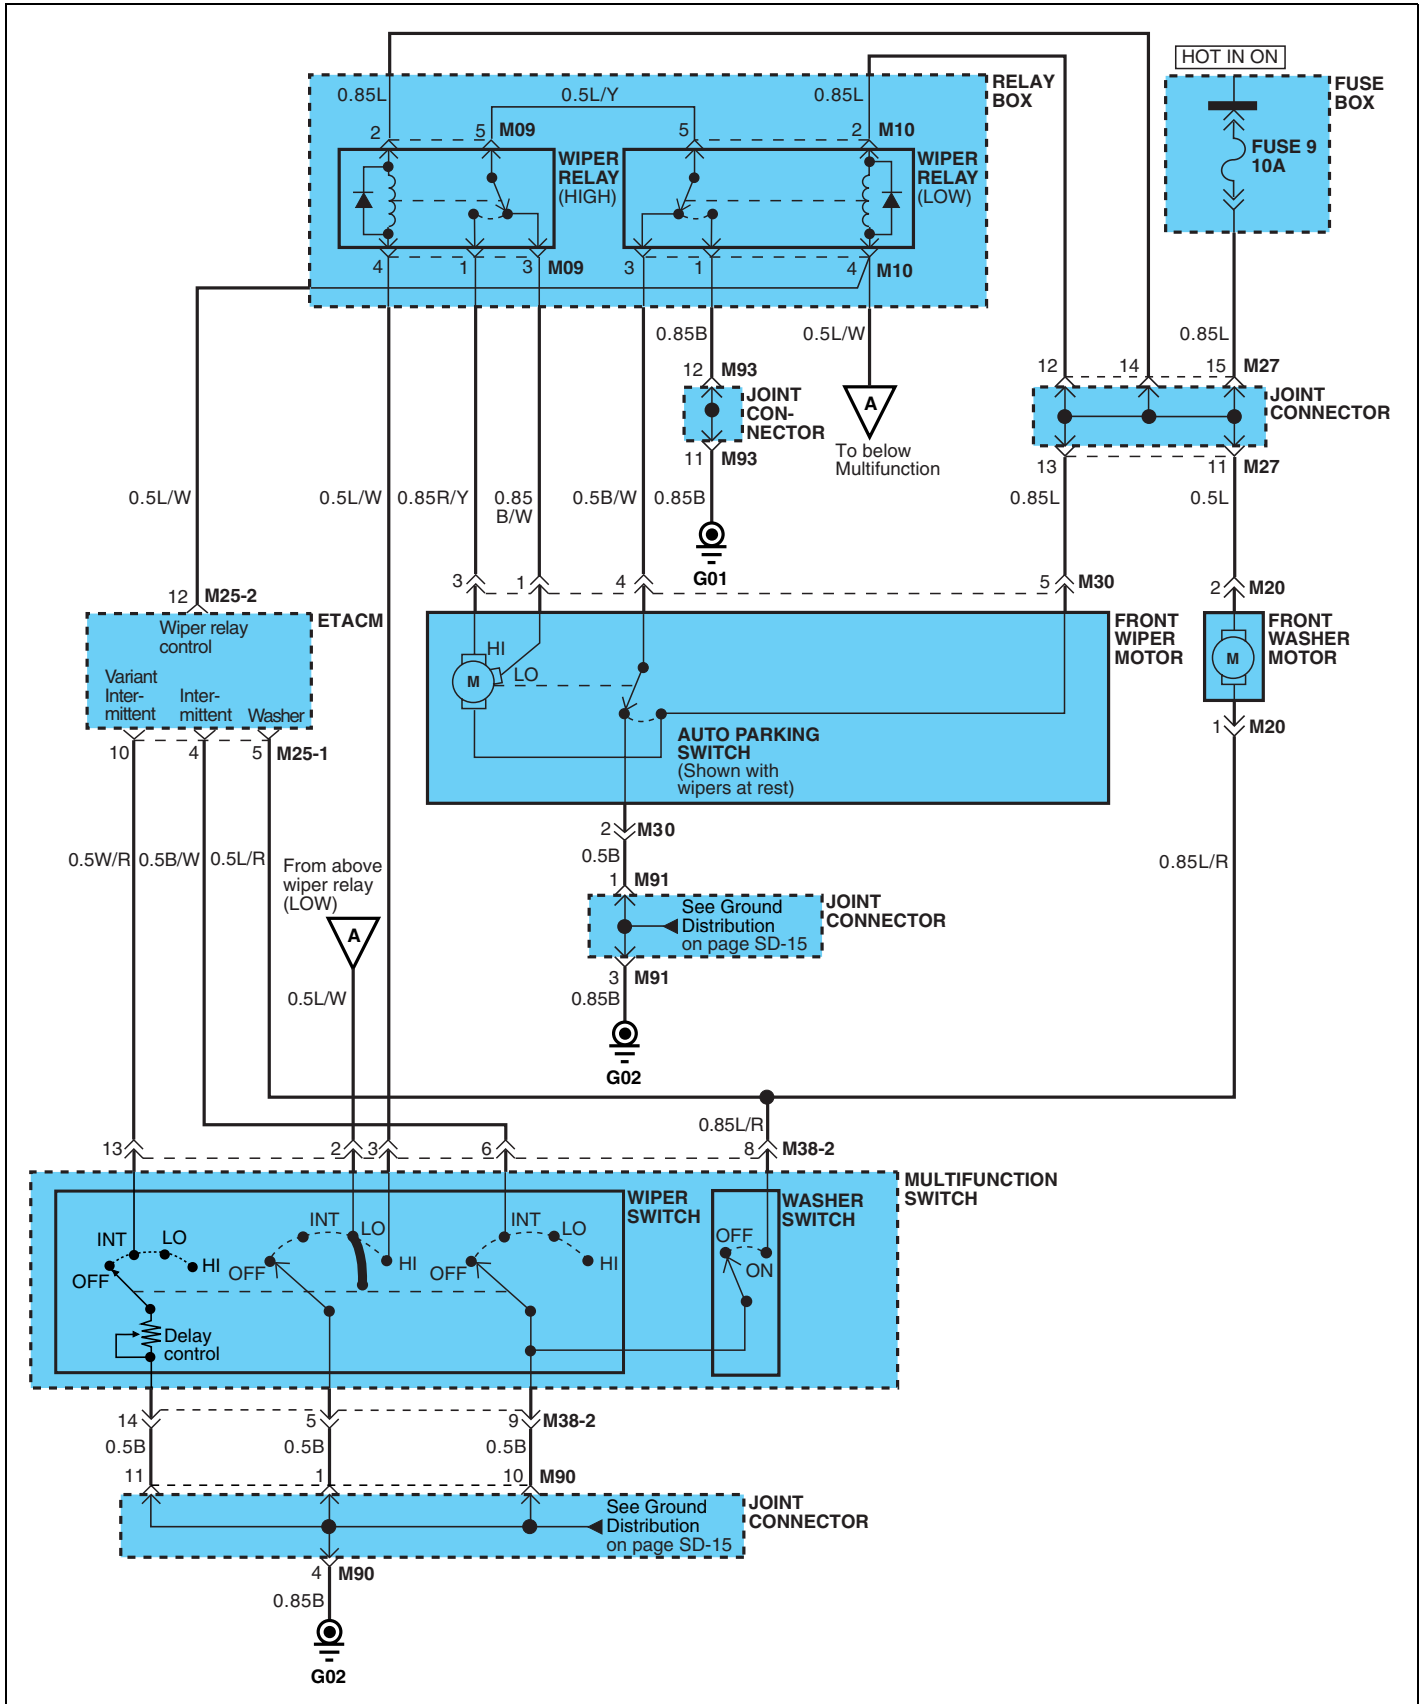 HOT IN ON
RELAY
BOX
FUSE
BOX
0.85L
0.5L/Y
0.85L
2
5
M09
5
2
M10
FUSE 9
10A
WIPER
RELAY
(HIGH)
WIPER
RELAY
(LOW)
4
1
3
M09
3
1
4
M10
0.85B
0.5L/W
0.85L
12
M93
12
14
15
M27
JOINT
CON-
NECTOR
A
JOINT
CONNECTOR
11
M93
To below
Multifunction
13
11
M27
0.5L/W
0.5L/W
0.85R/Y
0.85
B/W
0.5B/W
0.85B
0.85L
0.5L
G01
3
1
4
5
M30
2
M20
12
M25-2
ETACM
Wiper relay
control
Variant
Inter-
mittent
Inter-
mittent
Washer
10
4
5
M25-1
HI
M
LO
FRONT
WIPER
MOTOR
M
FRONT
WASHER
MOTOR
AUTO PARKING
SWITCH
(Shown with
wipers at rest)
1
M20
2
M30
0.5W/R
0.5B/W
0.5L/R
From above
wiper relay
(LOW)
0.5B
0.85L/R
1
M91
A
See Ground
Distribution
on page SD-15
JOINT
CONNECTOR
3
M91
0.5L/W
0.85B
G02
0.85L/R
13
2
3
6
8
M38-2
MULTIFUNCTION
SWITCH
WIPER
SWITCH
WASHER
SWITCH
INT
LO
HI
OFF
INT
LO
HI
OFF
INT
LO
HI
OFF
OFF
ON
Delay
control
14
5
9
M38-2
0.5B
0.5B
0.5B
11
1
10
M90
See Ground
Distribution
on page SD-15
JOINT
CONNECTOR
4
M90
0.85B
G02